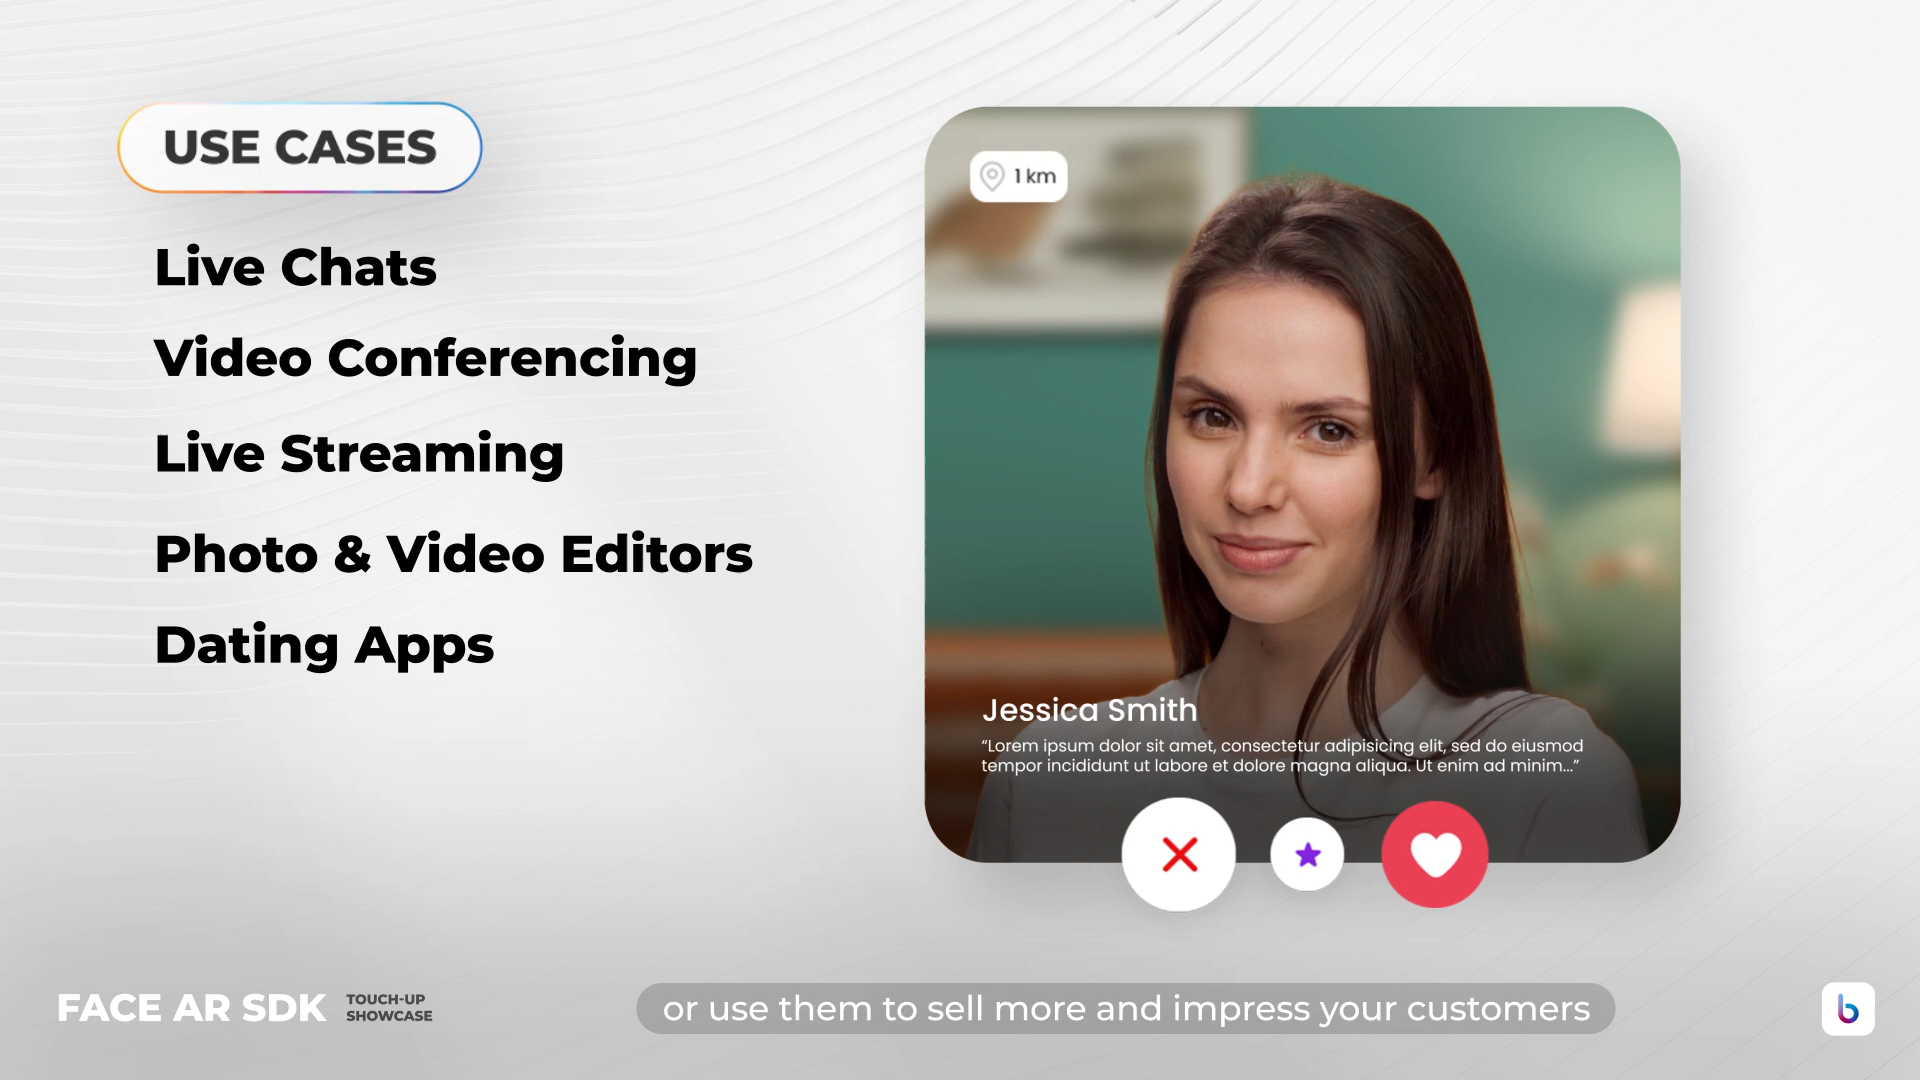 USE CASES
Live Chats
Video Conferencing
Live Streaming
Photo & Video Editors
Dating Apps
1 km
Jessica Smith
“Lorem ipsum dolor sit amet, consectetur adipisicing elit, sed do eiusmod
tempor incididunt ut labore et dolore magna aliqua. Ut enim ad minim...”
FACE AR SDK
TOUCH-UP
SHOWCASE
or use them to sell more and impress your customers
b